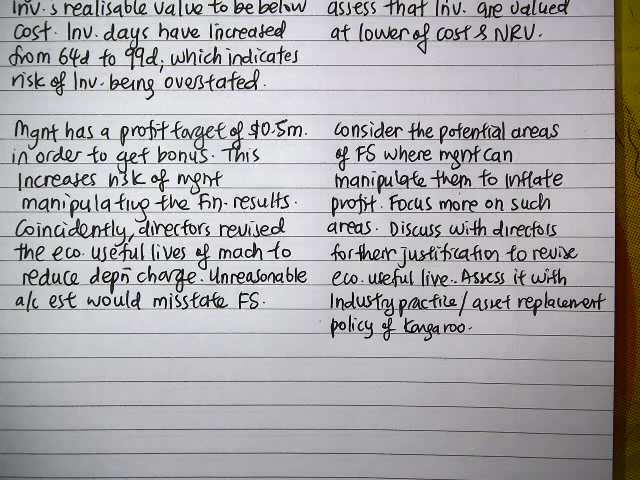 Inv.'s realisable value to be below
cost. Inv. days have increased
from 64d to 99d, which indicates
risk of Inv. being overstated.
assess that Inv. are valued
at lower of cost & NRV.
Mgnt has a profit target of $0.5m.
in order to get bonus. This
increases risk of mgnt
manipulating the fin. results.
Coincidently, directors revised
the eco. useful lives of mach to
reduce depn charge. Unreasonable
a/c est would misstate FS.
consider the potential areas
of FS where mgnt can
manipulate them to inflate
profit. Focus more on such
areas. Discuss with directors
for their justification to revise
eco. useful live.. Assess it with
Industry practice / asset replacement
policy of Kangaroo.